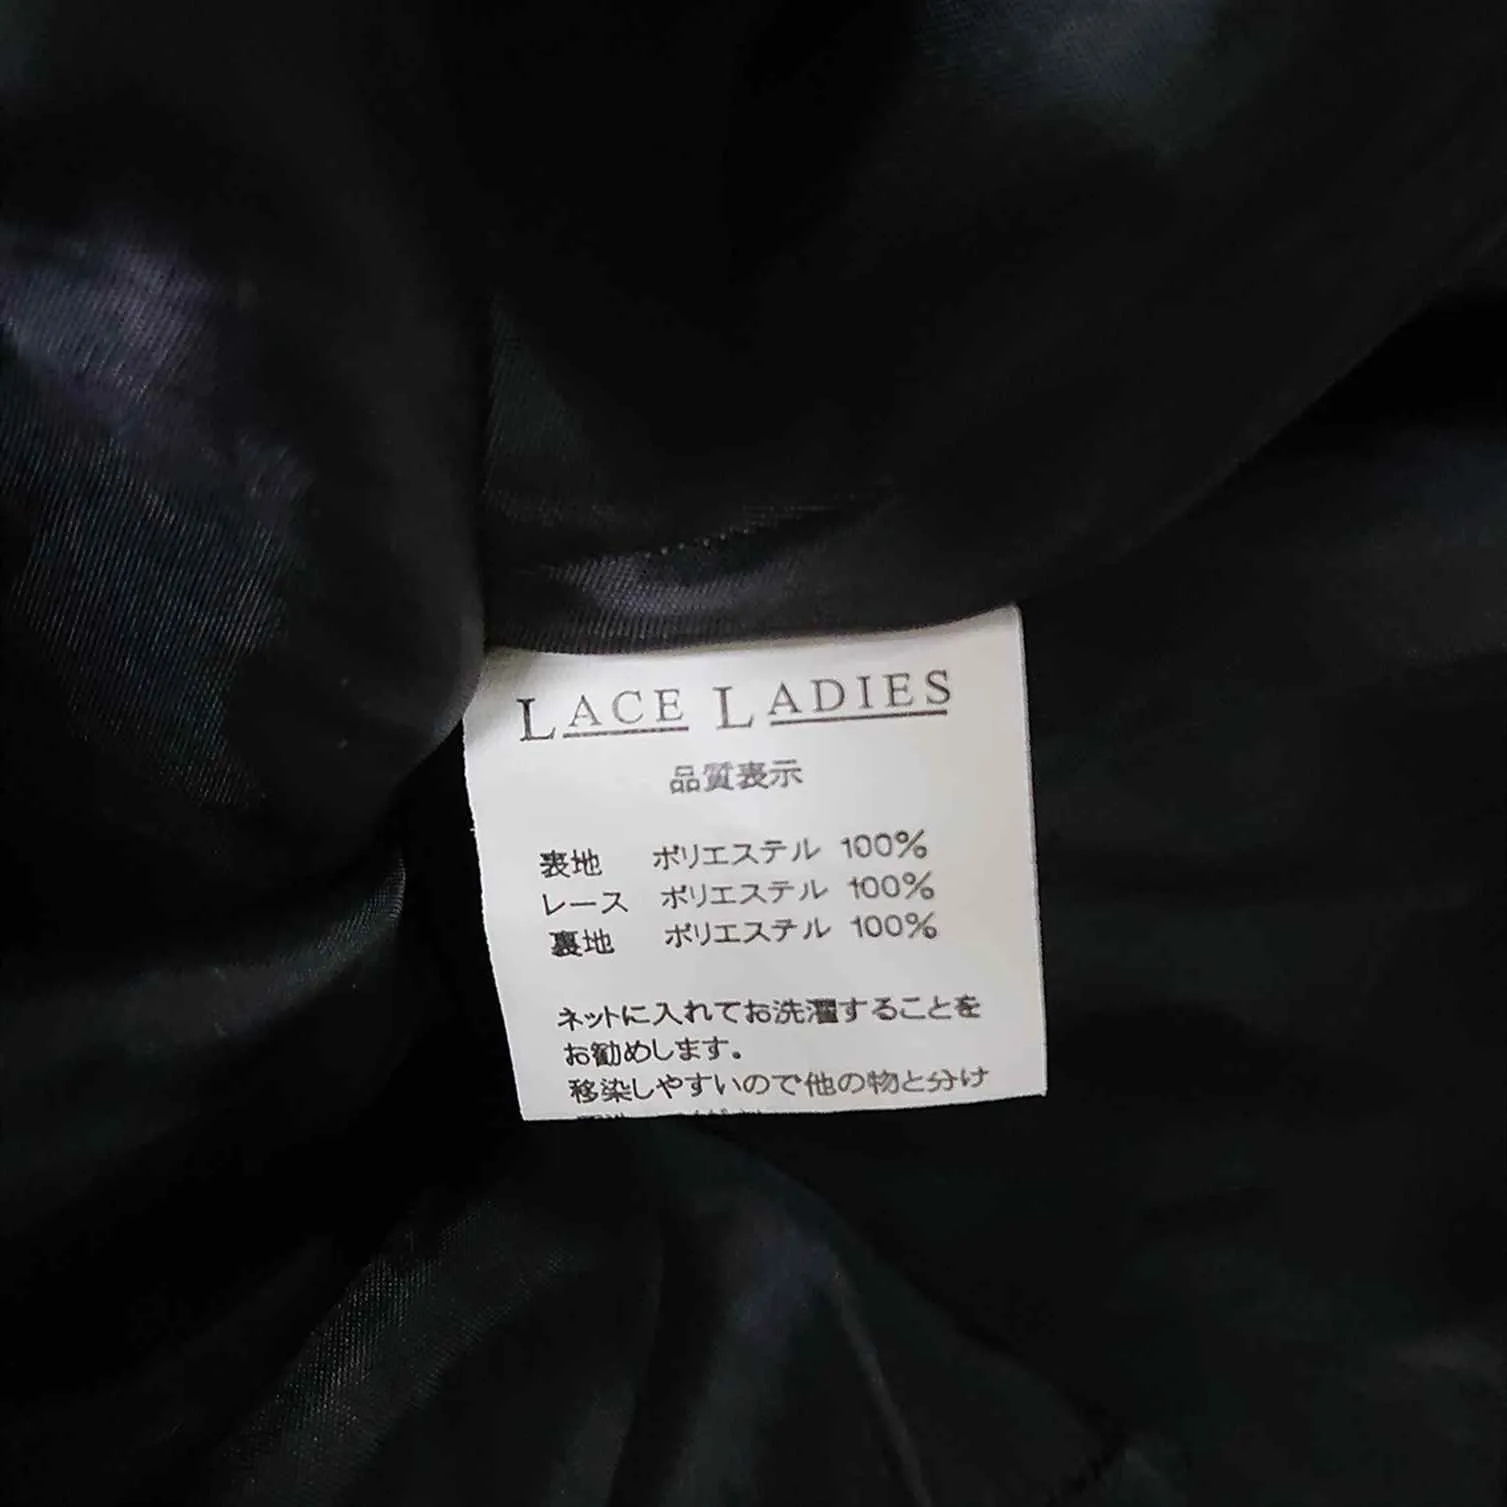 LACE LADIES
品質表示
表地 ポリエステル 100%
レース ポリエステル 100%
裏地 ポリエステル 100%
ネットに入れてお洗濯することを
お勧めします。
移染しやすいので他の物と分け